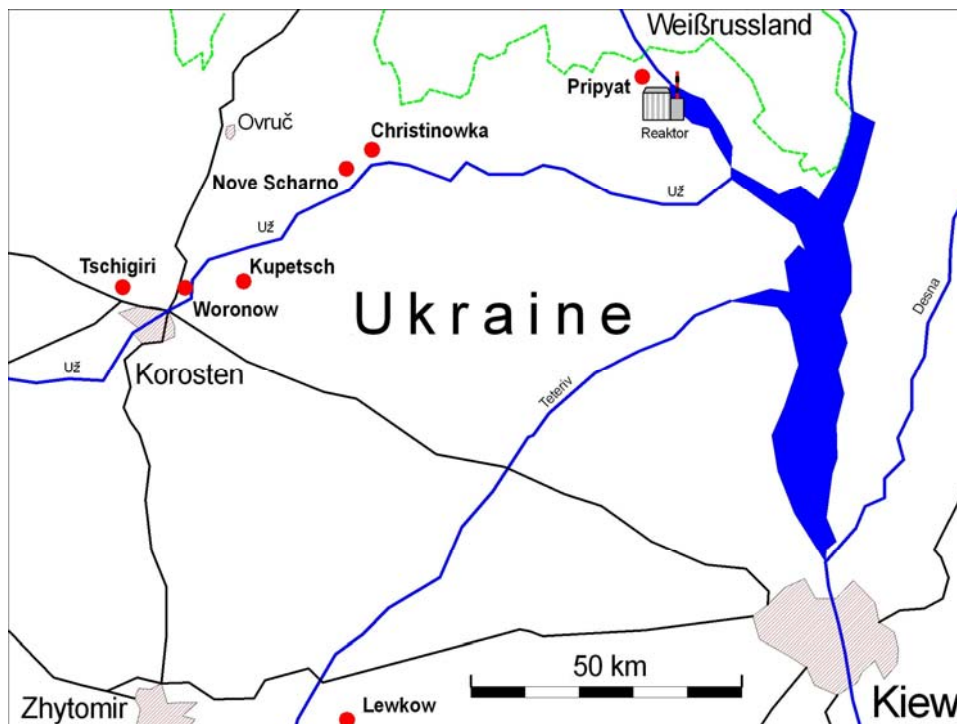 Weißrussland
Pripyat
Reaktor
Ovruč
Christinowka
Nove Scharno
Už
Už
Tschigiri
Kupetsch
Woronow
Ukraine
Desna
Už
Korosten
Teteriv
50 km
Zhytomir
Lewkow
Kiew